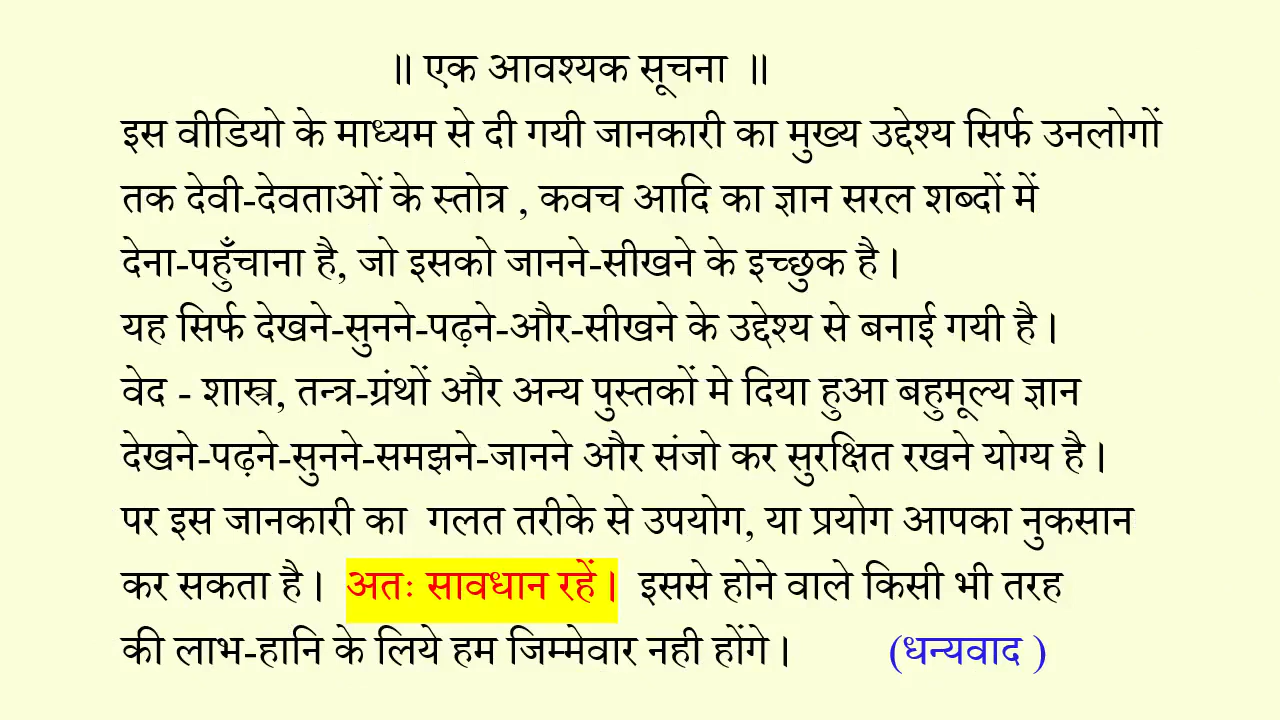 ॥ एक आवश्यक सूचना ॥
इस वीडियो के माध्यम से दी गयी जानकारी का मुख्य उद्देश्य सिर्फ उनलोगों
तक देवी-देवताओं के स्तोत्र , कवच आदि का ज्ञान सरल शब्दों में
देना-पहुँचाना है, जो इसको जानने-सीखने के इच्छुक है।
यह सिर्फ देखने-सुनने-पढ़ने-और-सीखने के उद्देश्य से बनाई गयी है।
वेद - शास्त्र, तन्त्र-ग्रंथों और अन्य पुस्तकों मे दिया हुआ बहुमूल्य ज्ञान
देखने-पढ़ने-सुनने-समझने-जानने और संजो कर सुरक्षित रखने योग्य है।
पर इस जानकारी का गलत तरीके से उपयोग, या प्रयोग आपका नुकसान
कर सकता है। अतः सावधान रहें। इससे होने वाले किसी भी तरह
की लाभ-हानि के लिये हम जिम्मेवार नही होंगे। (धन्यवाद )